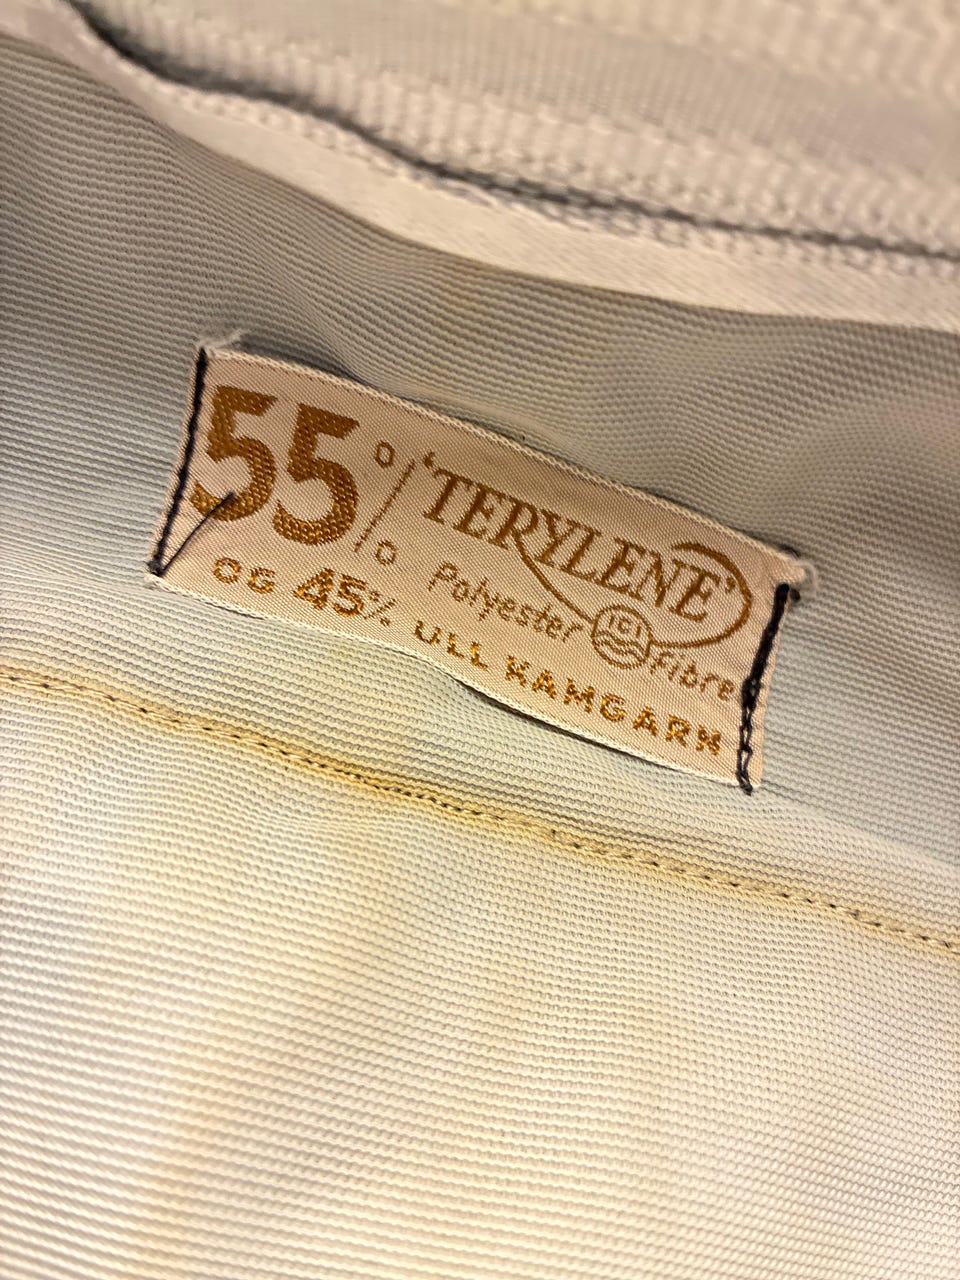 55% 'TERYLENE'
Polyester ICI Fibre
OG 45% ULL KAMGARN